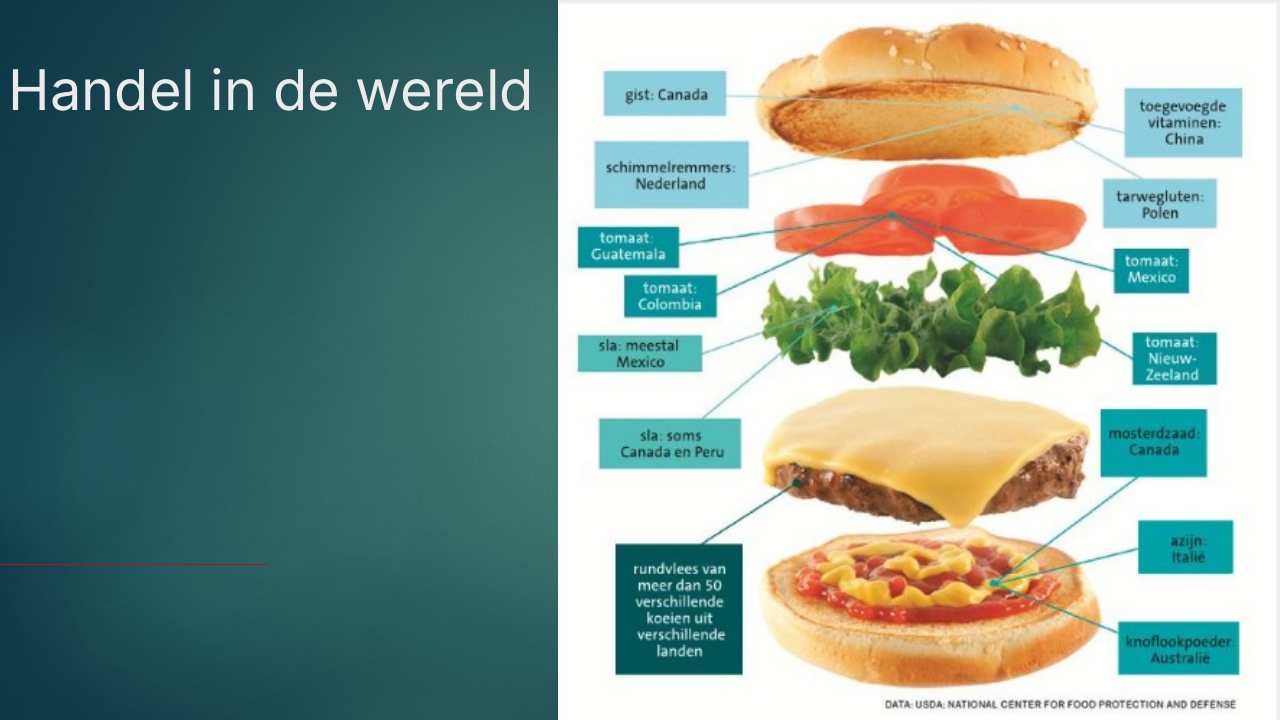 Handel in de wereld
gist: Canada
toegevoegde
vitaminen:
China
schimmelremmers:
Nederland
tarwegluten:
Polen
tomaat:
Guatemala
tomaat:
Mexico
tomaat:
Colombia
sla: meestal
Mexico
tomaat:
Nieuw-
Zeeland
sla: soms
Canada en Peru
mosterdzaad:
Canada
azijn:
Italië
rundvlees van
meer dan 50
verschillende
koeien uit
verschillende
landen
knoflookpoeder:
Australië
DATA: USDA; NATIONAL CENTER FOR FOOD PROTECTION AND DEFENSE